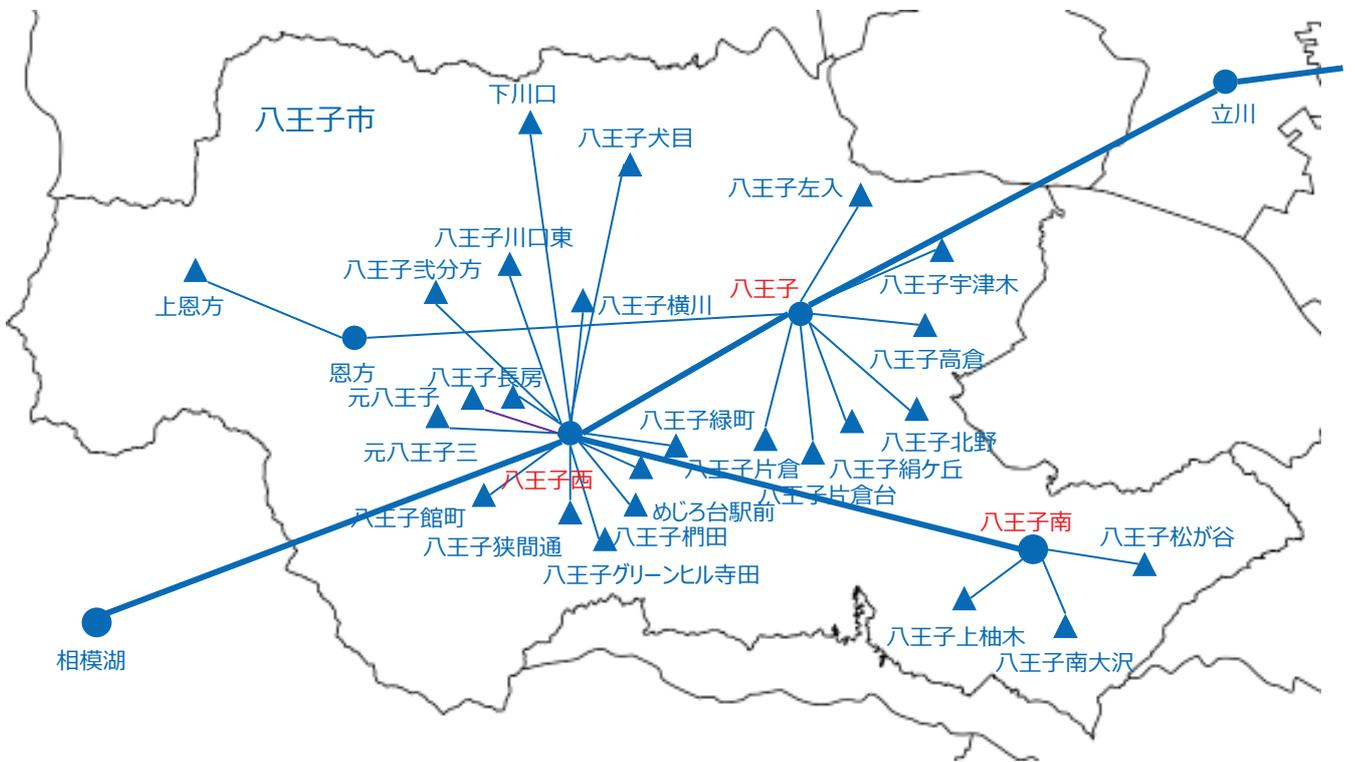 下川口
八王子市
立川
八王子犬目
八王子左入
八王子川口東
八王子弐分方
八王子
八王子宇津木
上恩方
八王子横川
八王子高倉
恩方
八王子長房
元八王子
八王子緑町
八王子北野
元八王子三
八王子片倉
八王子絹ケ丘
八王子西
八王子片倉台
めじろ台駅前
八王子館町
八王子南
八王子椚田
八王子松が谷
八王子狭間通
八王子グリーンヒル寺田
八王子上柚木
相模湖
八王子南大沢